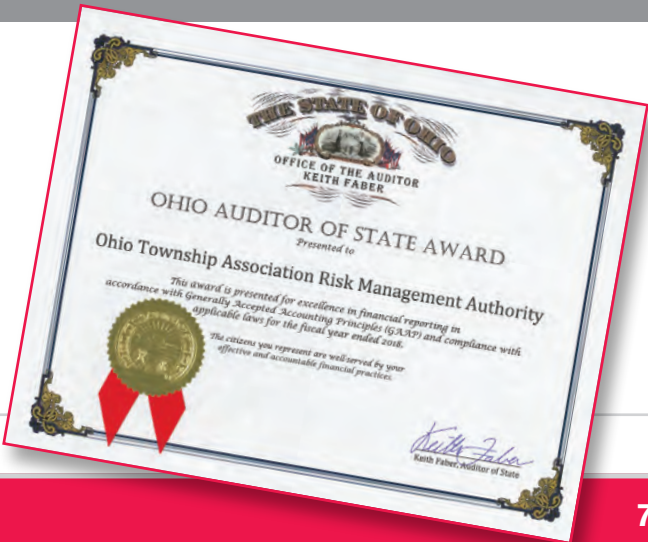 THE STATE OF OHIO
OFFICE OF THE AUDITOR
KEITH FABER
OHIO AUDITOR OF STATE AWARD
Presented to
Ohio Township Association Risk Management Authority
This award is presented for excellence in financial reporting in
accordance with Generally Accepted Accounting Principles (GAAP) and compliance with
applicable laws for the fiscal year ended 2018.
The citizens you represent are well-served by your
effective and accountable financial practices.
Keith Faber
Keith Faber, Auditor of State
7